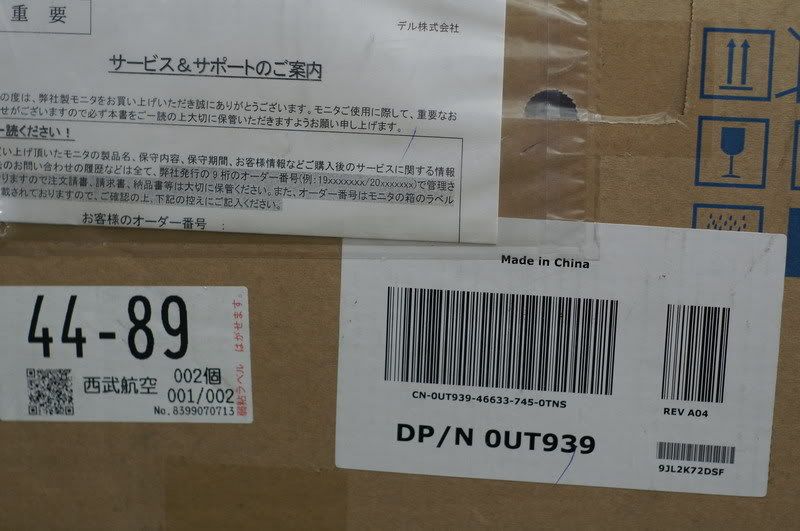 重要
デル株式会社
サービス&サポートのご案内
の度は、弊社製モニタをお買い上げいただき誠にありがとうございます。モニタご使用に際して、重要なお
せがございますので必ず本書をご一読の上大切に保管いただきますようお願い申し上げます。
一読ください！
い上げ頂いたモニタの製品名、保守内容、保守期間、お客様情報などご購入後のサービスに関する情報
のお問い合わせの履歴などは全て、弊社発行の９桁のオーダー番号(例:19xxxxxxx/20xxxxxxx)で管理さ
りますので注文請書、請求書、納品書等は大切に保管ください。また、オーダー番号はモニタの箱のラベル
載されておりますので、ご確認の上、下記の控えにご記入ください。
お客様のオーダー番号 :
44-89
西武航空
002個
001/002
No.8399070713
弱粘ラベル はがせます。
Made in China
CN-0UT939-46633-745-0TNS
DP/N 0UT939
REV A04
9JL2K72DSF